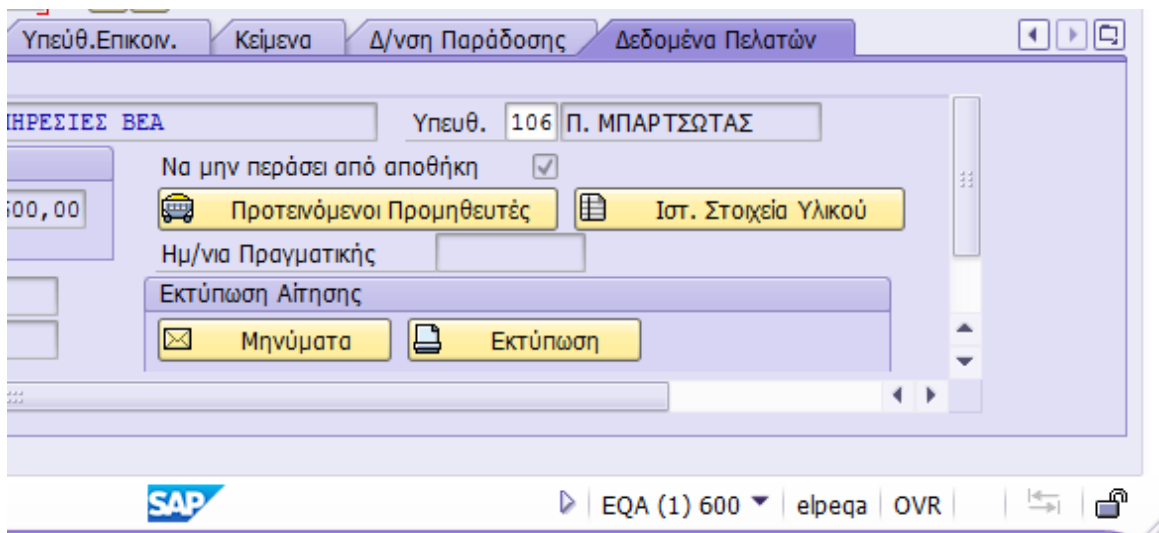 Υπεύθ.Επικοιν. Κείμενα Δ/νση Παράδοσης Δεδομένα Πελατών
ΗΡΕΣΙΕΣ ΒΕΑ Υπευθ. 106 Π. ΜΠΑΡΤΣΩΤΑΣ
Να μην περάσει από αποθήκη
500,00 Προτεινόμενοι Προμηθευτές Ιστ. Στοιχεία Υλικού
Ημ/νια Πραγματικής
Εκτύπωση Αίτησης
Μηνύματα Εκτύπωση
SAP EQA (1) 600 elpeqa OVR